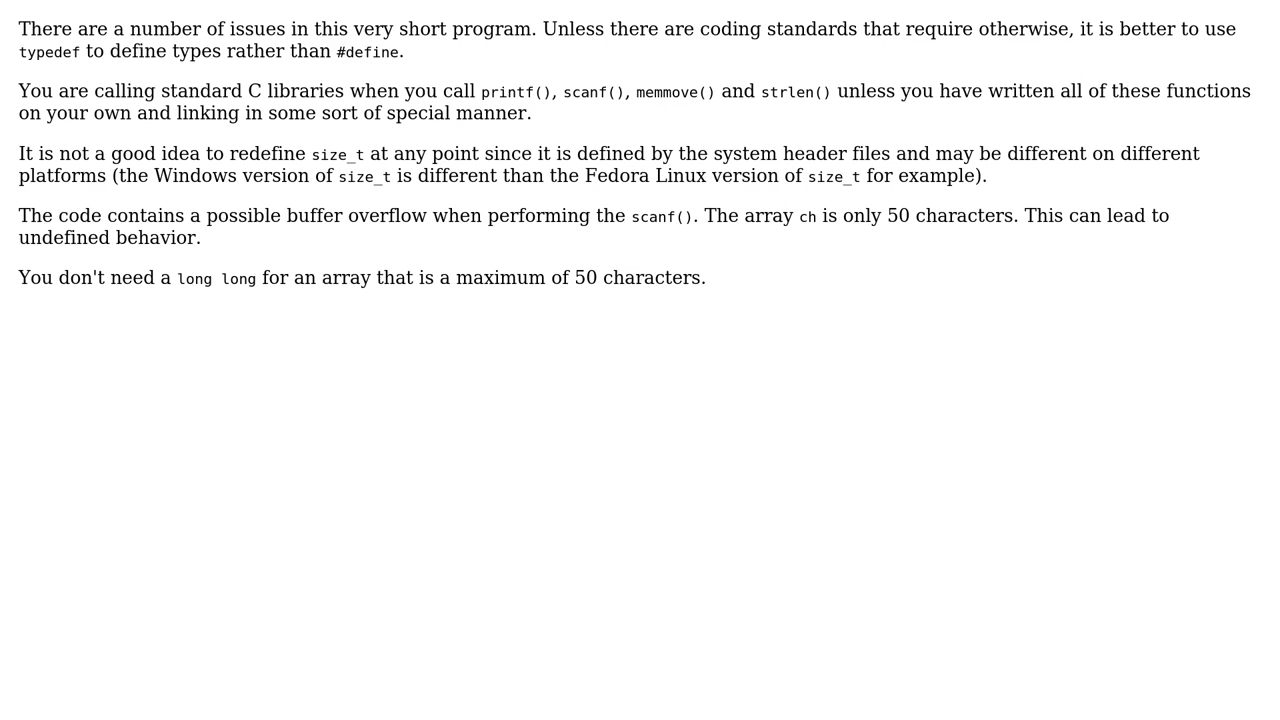 There are a number of issues in this very short program. Unless there are coding standards that require otherwise, it is better to use
typedef to define types rather than #define.
You are calling standard C libraries when you call printf(), scanf(), memmove() and strlen() unless you have written all of these functions
on your own and linking in some sort of special manner.
It is not a good idea to redefine size_t at any point since it is defined by the system header files and may be different on different
platforms (the Windows version of size_t is different than the Fedora Linux version of size_t for example).
The code contains a possible buffer overflow when performing the scanf(). The array ch is only 50 characters. This can lead to
undefined behavior.
You don't need a long long for an array that is a maximum of 50 characters.